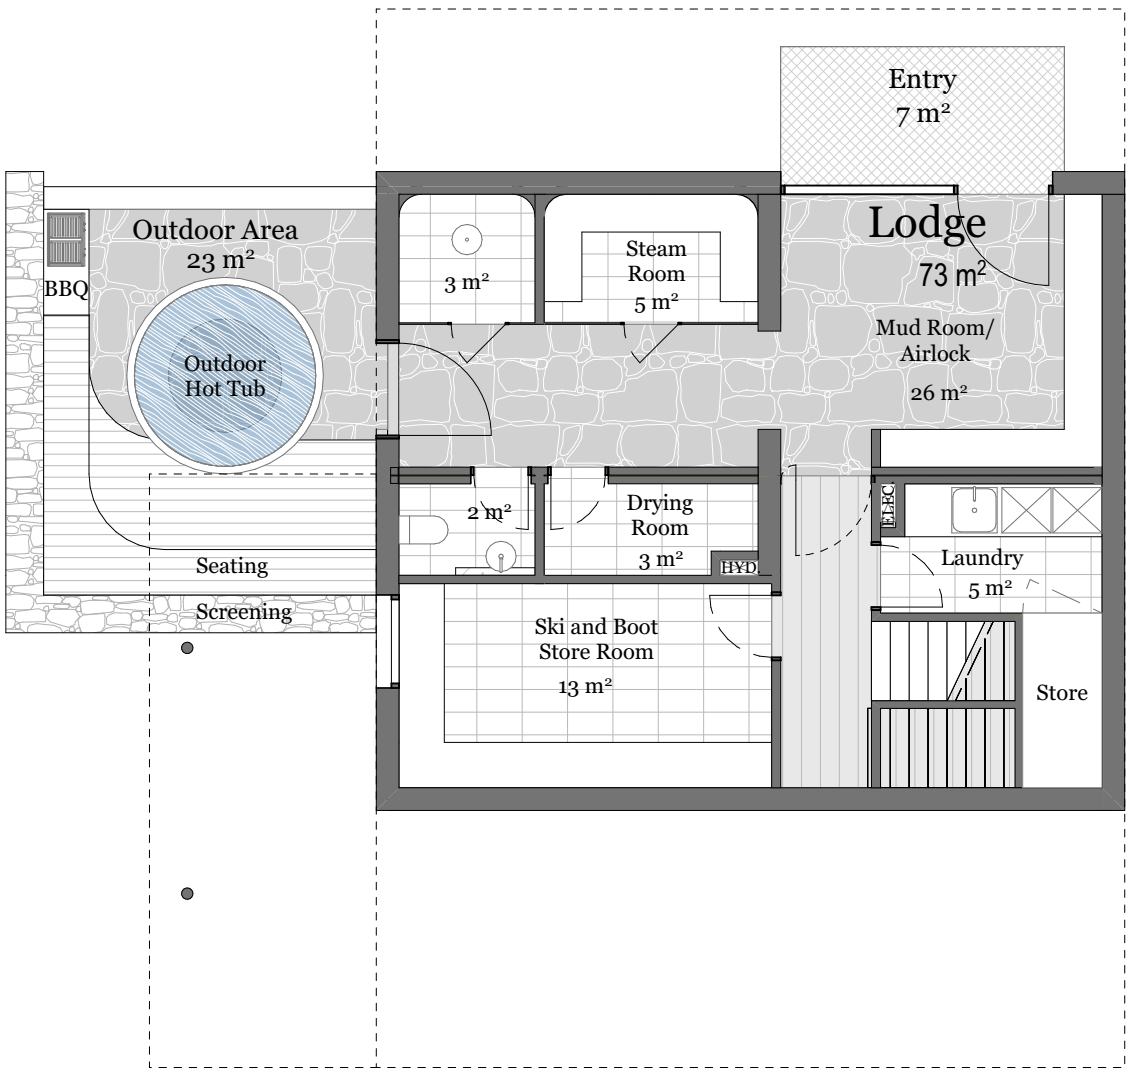 Entry
7 m²
Lodge
73 m²
Outdoor Area
23 m²
BBQ
Outdoor
Hot Tub
3 m²
Steam
Room
5 m²
Mud Room/
Airlock
26 m²
2 m²
Drying
Room
3 m²
HYD.
ELEC.
Laundry
5 m²
Seating
Screening
Ski and Boot
Store Room
13 m²
Store